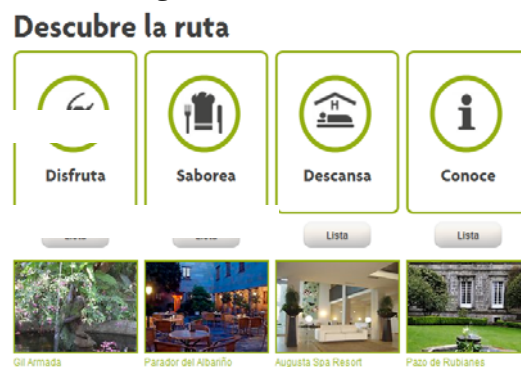 Descubre la ruta
H
Disfruta Saborea Descansa Conoce
Lista Lista
Gil Armada Parador del Albariño Augusta Spa Resort Pazo de Rubianes